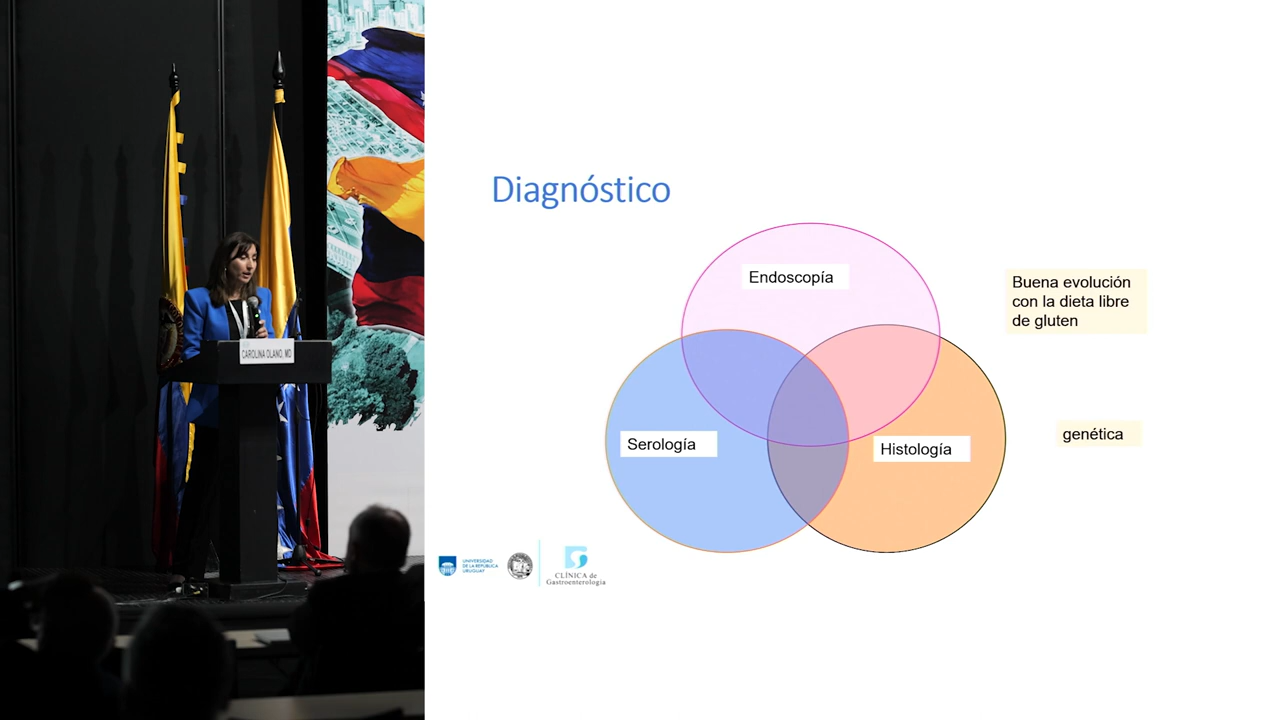 CAROLINA OLANO, MD
Diagnóstico
Endoscopía
Serología
Histología
Buena evolución
con la dieta libre
de gluten
genética
UNIVERSIDAD
DE LA REPÚBLICA
URUGUAY
CLÍNICA de
Gastroenterología